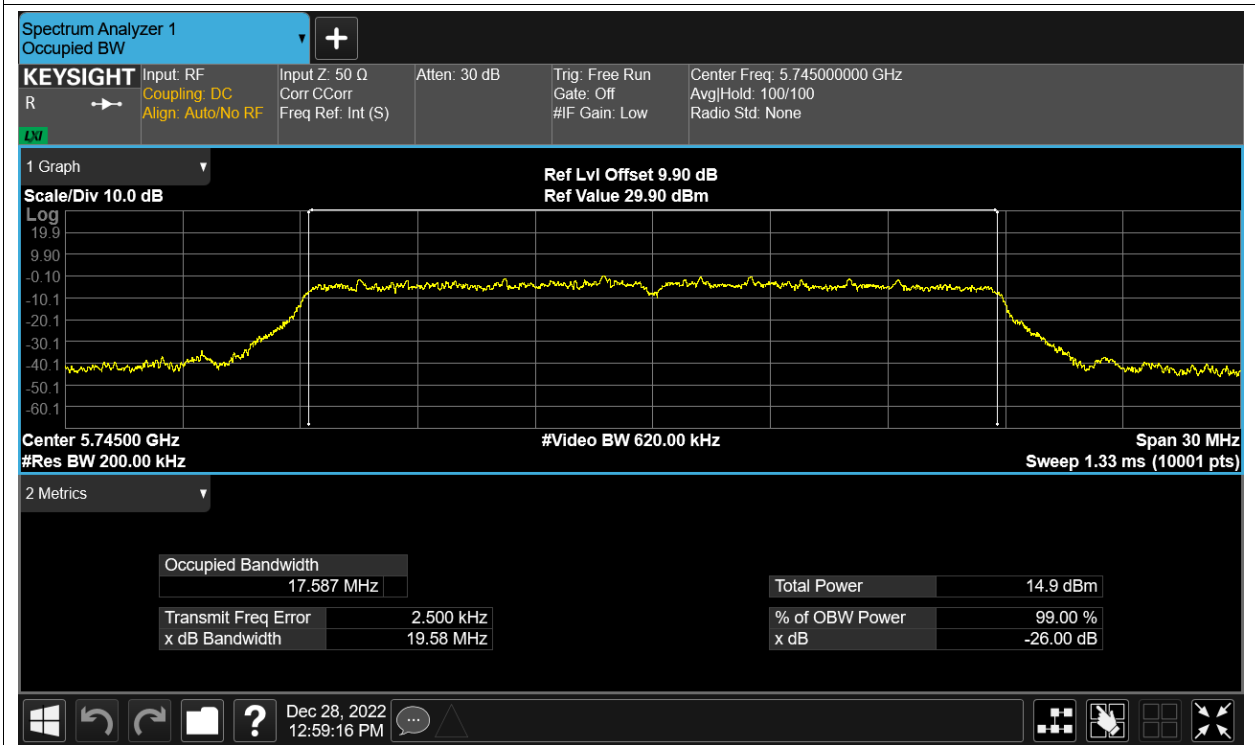 Spectrum Analyzer 1
Occupied BW
KEYSIGHT
R
LXI
Input: RF
Coupling: DC
Align: Auto/No RF
Input Z: 50 Ω
Corr CCorr
Freq Ref: Int (S)
Atten: 30 dB
Trig: Free Run
Gate: Off
#IF Gain: Low
Center Freq: 5.745000000 GHz
Avg|Hold: 100/100
Radio Std: None
1 Graph
Scale/Div 10.0 dB
Ref Lvl Offset 9.90 dB
Ref Value 29.90 dBm
Log
19.9
9.90
-0.10
-10.1
-20.1
-30.1
-40.1
-50.1
-60.1
Center 5.74500 GHz
#Video BW 620.00 kHz
Span 30 MHz
#Res BW 200.00 kHz
Sweep 1.33 ms (10001 pts)
2 Metrics
Occupied Bandwidth
17.587 MHz
Total Power 14.9 dBm
Transmit Freq Error 2.500 kHz
% of OBW Power 99.00 %
x dB Bandwidth 19.58 MHz
x dB -26.00 dB
?
Dec 28, 2022
12:59:16 PM